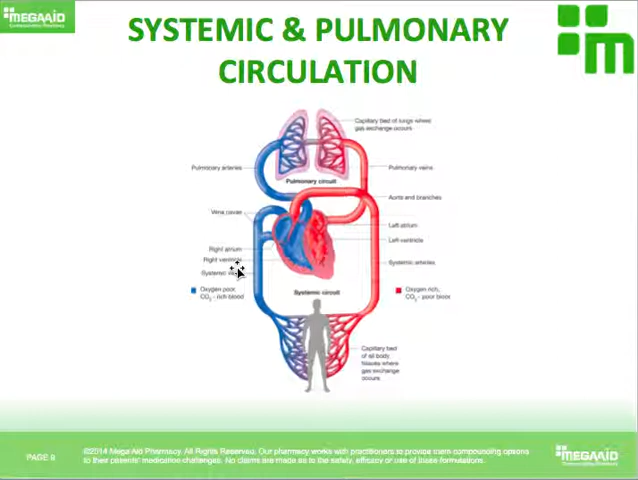 MEGAAID
SYSTEMIC & PULMONARY
CIRCULATION
Capillary bed of lungs where
gas exchange occurs
Pulmonary arteries
Pulmonary veins
Pulmonary circuit
Aorta and branches
Vena cavae
Left atrium
Left ventricle
Right atrium
Right ventricle
Systemic
Systemic arteries
Systemic circuit
Oxygen poor,
CO2 - rich blood
Oxygen rich,
CO2 - poor blood
Capillary bed
of all body
tissues where
gas exchange
occurs
PAGE 9
©2014 Mega Aid Pharmacy. All Rights Reserved. Our pharmacy works with practitioners to provide
compounding options
to their patients' medication challenges. No claims are made as to the safety, efficacy or use of these formulations.
MEGAAID